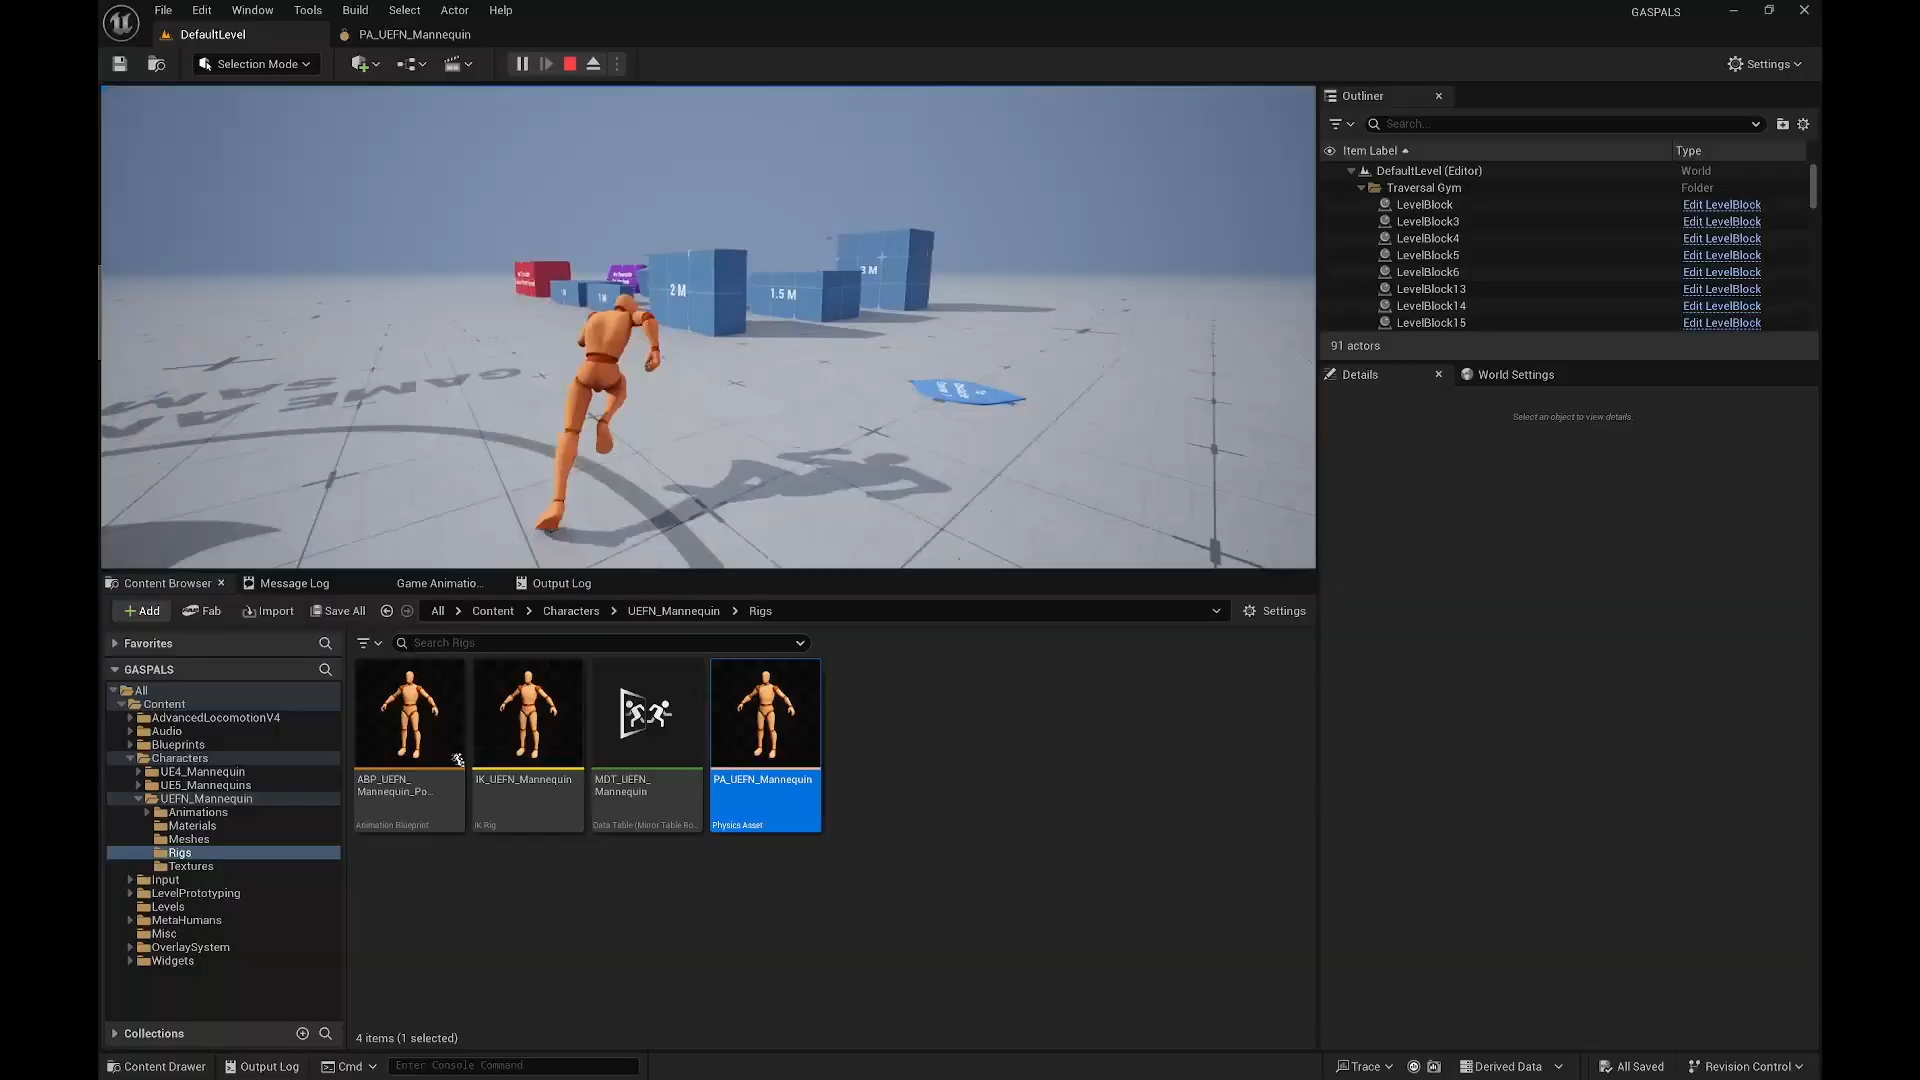 File Edit Window Tools Build Select Actor Help
GASPALS
DefaultLevel
PA_UEFN_Mannequin
Selection Mode
Settings
3 M
2 M
1.5 M
1 M
GAME
Outliner
Search...
Item Label
Type
DefaultLevel (Editor) World
Traversal Gym Folder
LevelBlock Edit LevelBlock
LevelBlock3 Edit LevelBlock
LevelBlock4 Edit LevelBlock
LevelBlock5 Edit LevelBlock
LevelBlock6 Edit LevelBlock
LevelBlock13 Edit LevelBlock
LevelBlock14 Edit LevelBlock
LevelBlock15 Edit LevelBlock
91 actors
Details
World Settings
Select an object to view details.
Content Browser
Message Log
Game Animatio...
Output Log
Add
Fab
Import
Save All
All
Content
Characters
UEFN_Mannequin
Rigs
Settings
Favorites
Search Rigs
GASPALS
All
Content
AdvancedLocomotionV4
Audio
Blueprints
Characters
UE4_Mannequin
UE5_Mannequins
UEFN_Mannequin
Animations
Materials
Meshes
Rigs
Textures
Input
LevelPrototyping
Levels
MetaHumans
Misc
OverlaySystem
Widgets
Collections
ABP_UEFN_
Mannequin_Po...
Animation Blueprint
IK_UEFN_Mannequin
IK Rig
MDT_UEFN_
Mannequin
Data Table (Mirror Table Ro...
PA_UEFN_Mannequin
Physics Asset
4 items (1 selected)
Content Drawer
Output Log
Cmd
Enter Console Command
Trace
Derived Data
All Saved
Revision Control